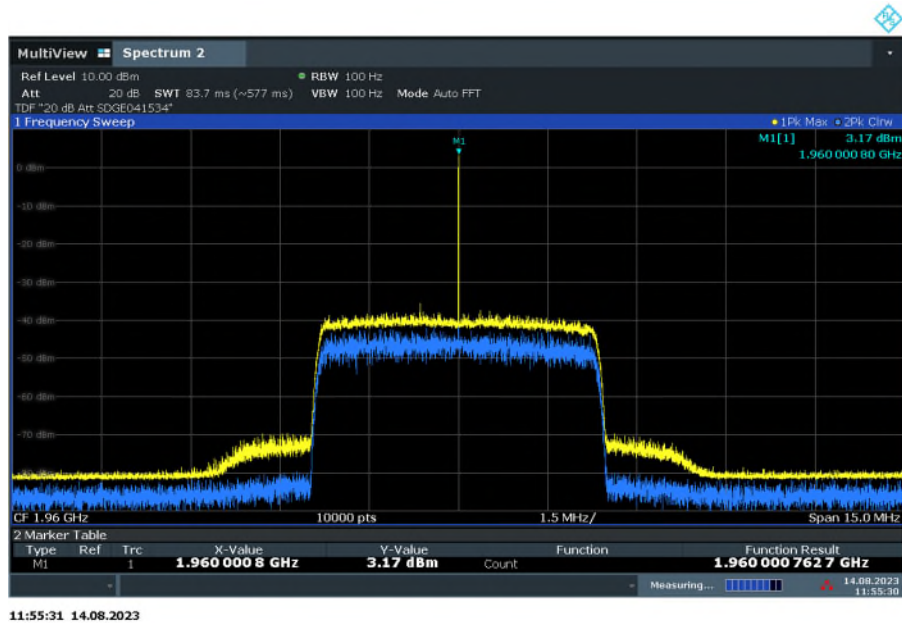 R&S
MultiView Spectrum 2
Ref Level 10.00 dBm RBW 100 Hz
Att 20 dB SWT 83.7 ms (~577 ms) VBW 100 Hz Mode Auto FFT
TDF "20 dB Att SDGE041534"
1 Frequency Sweep 1Pk Max 2Pk Clrw
M1[1] 3.17 dBm
1.960 000 80 GHz
M1
0 dBm
-10 dBm
-20 dBm
-30 dBm
-40 dBm
-50 dBm
-60 dBm
-70 dBm
-80 dBm
CF 1.96 GHz 10000 pts 1.5 MHz/ Span 15.0 MHz
2 Marker Table
Type Ref Trc X-Value Y-Value Function Function Result
M1 1 1.960 000 8 GHz 3.17 dBm Count 1.960 000 762 7 GHz
Measuring... 14.08.2023
11:55:30
11:55:31 14.08.2023